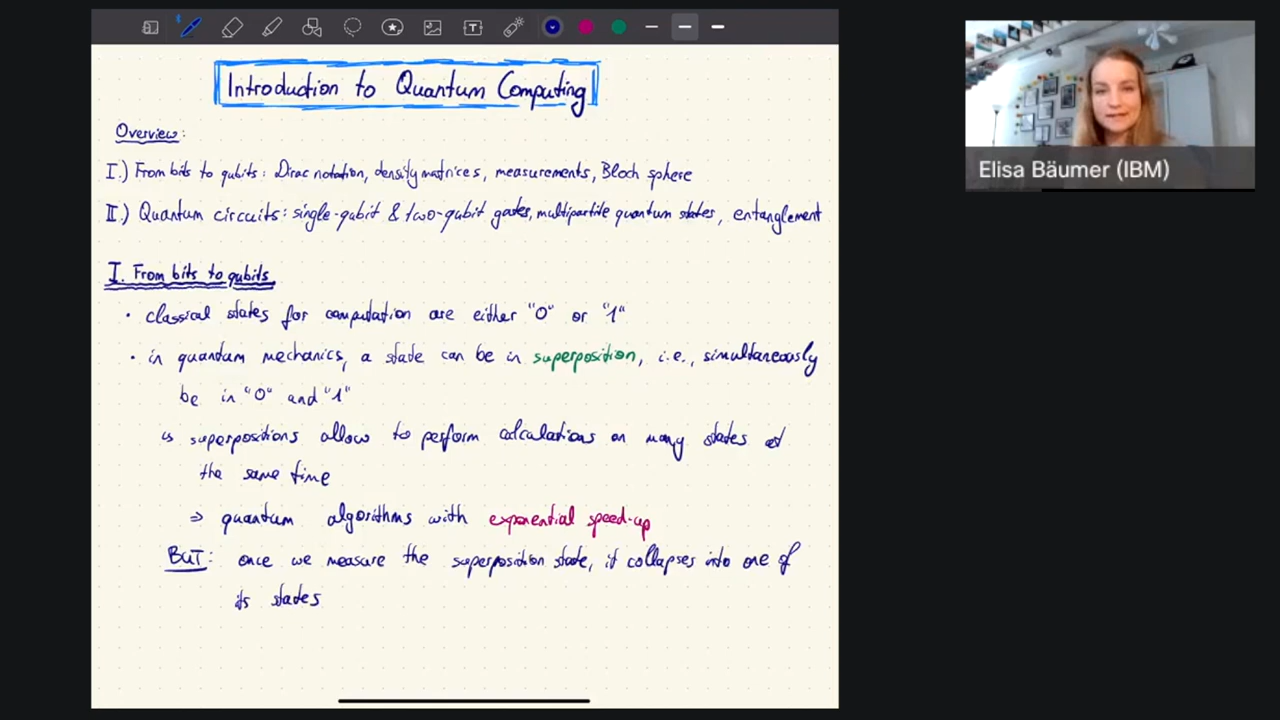 Introduction to Quantum Computing
Elisa Bäumer (IBM)
Overview:
I.) From bits to qubits: Dirac notation, density matrices, measurements, Bloch sphere
II.) Quantum circuits: single-qubit & two-qubit gates, multipartite quantum states, entanglement
I. From bits to qubits
• classical states for computation are either "0" or "1"
• in quantum mechanics, a state can be in superposition, i.e., simultaneously
be in "0" and "1"
↳ superpositions allow to perform calculations on many states at
the same time
⇒ quantum algorithms with exponential speed-up
BUT: once we measure the superposition state, it collapses into one of
its states